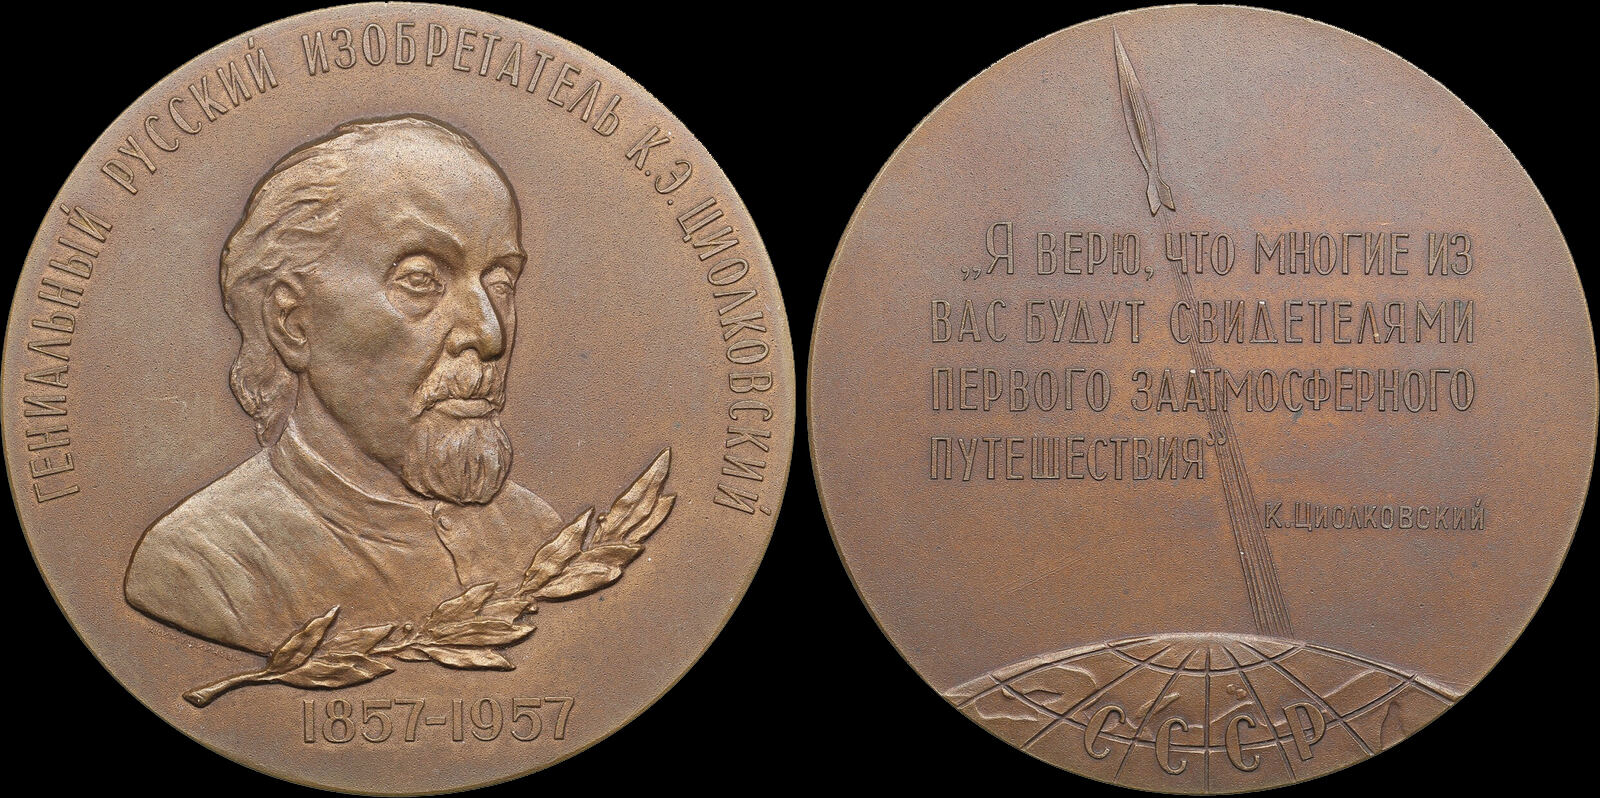 ГЕНИАЛЬНЫЙ РУССКИЙ ИЗОБРЕТАТЕЛЬ К.Э. ЦИОЛКОВСКИЙ
1857-1957
„Я ВЕРЮ, ЧТО МНОГИЕ ИЗ
ВАС БУДУТ СВИДЕТЕЛЯМИ
ПЕРВОГО ЗААТМОСФЕРНОГО
ПУТЕШЕСТВИЯ”
К. ЦИОЛКОВСКИЙ
СССР